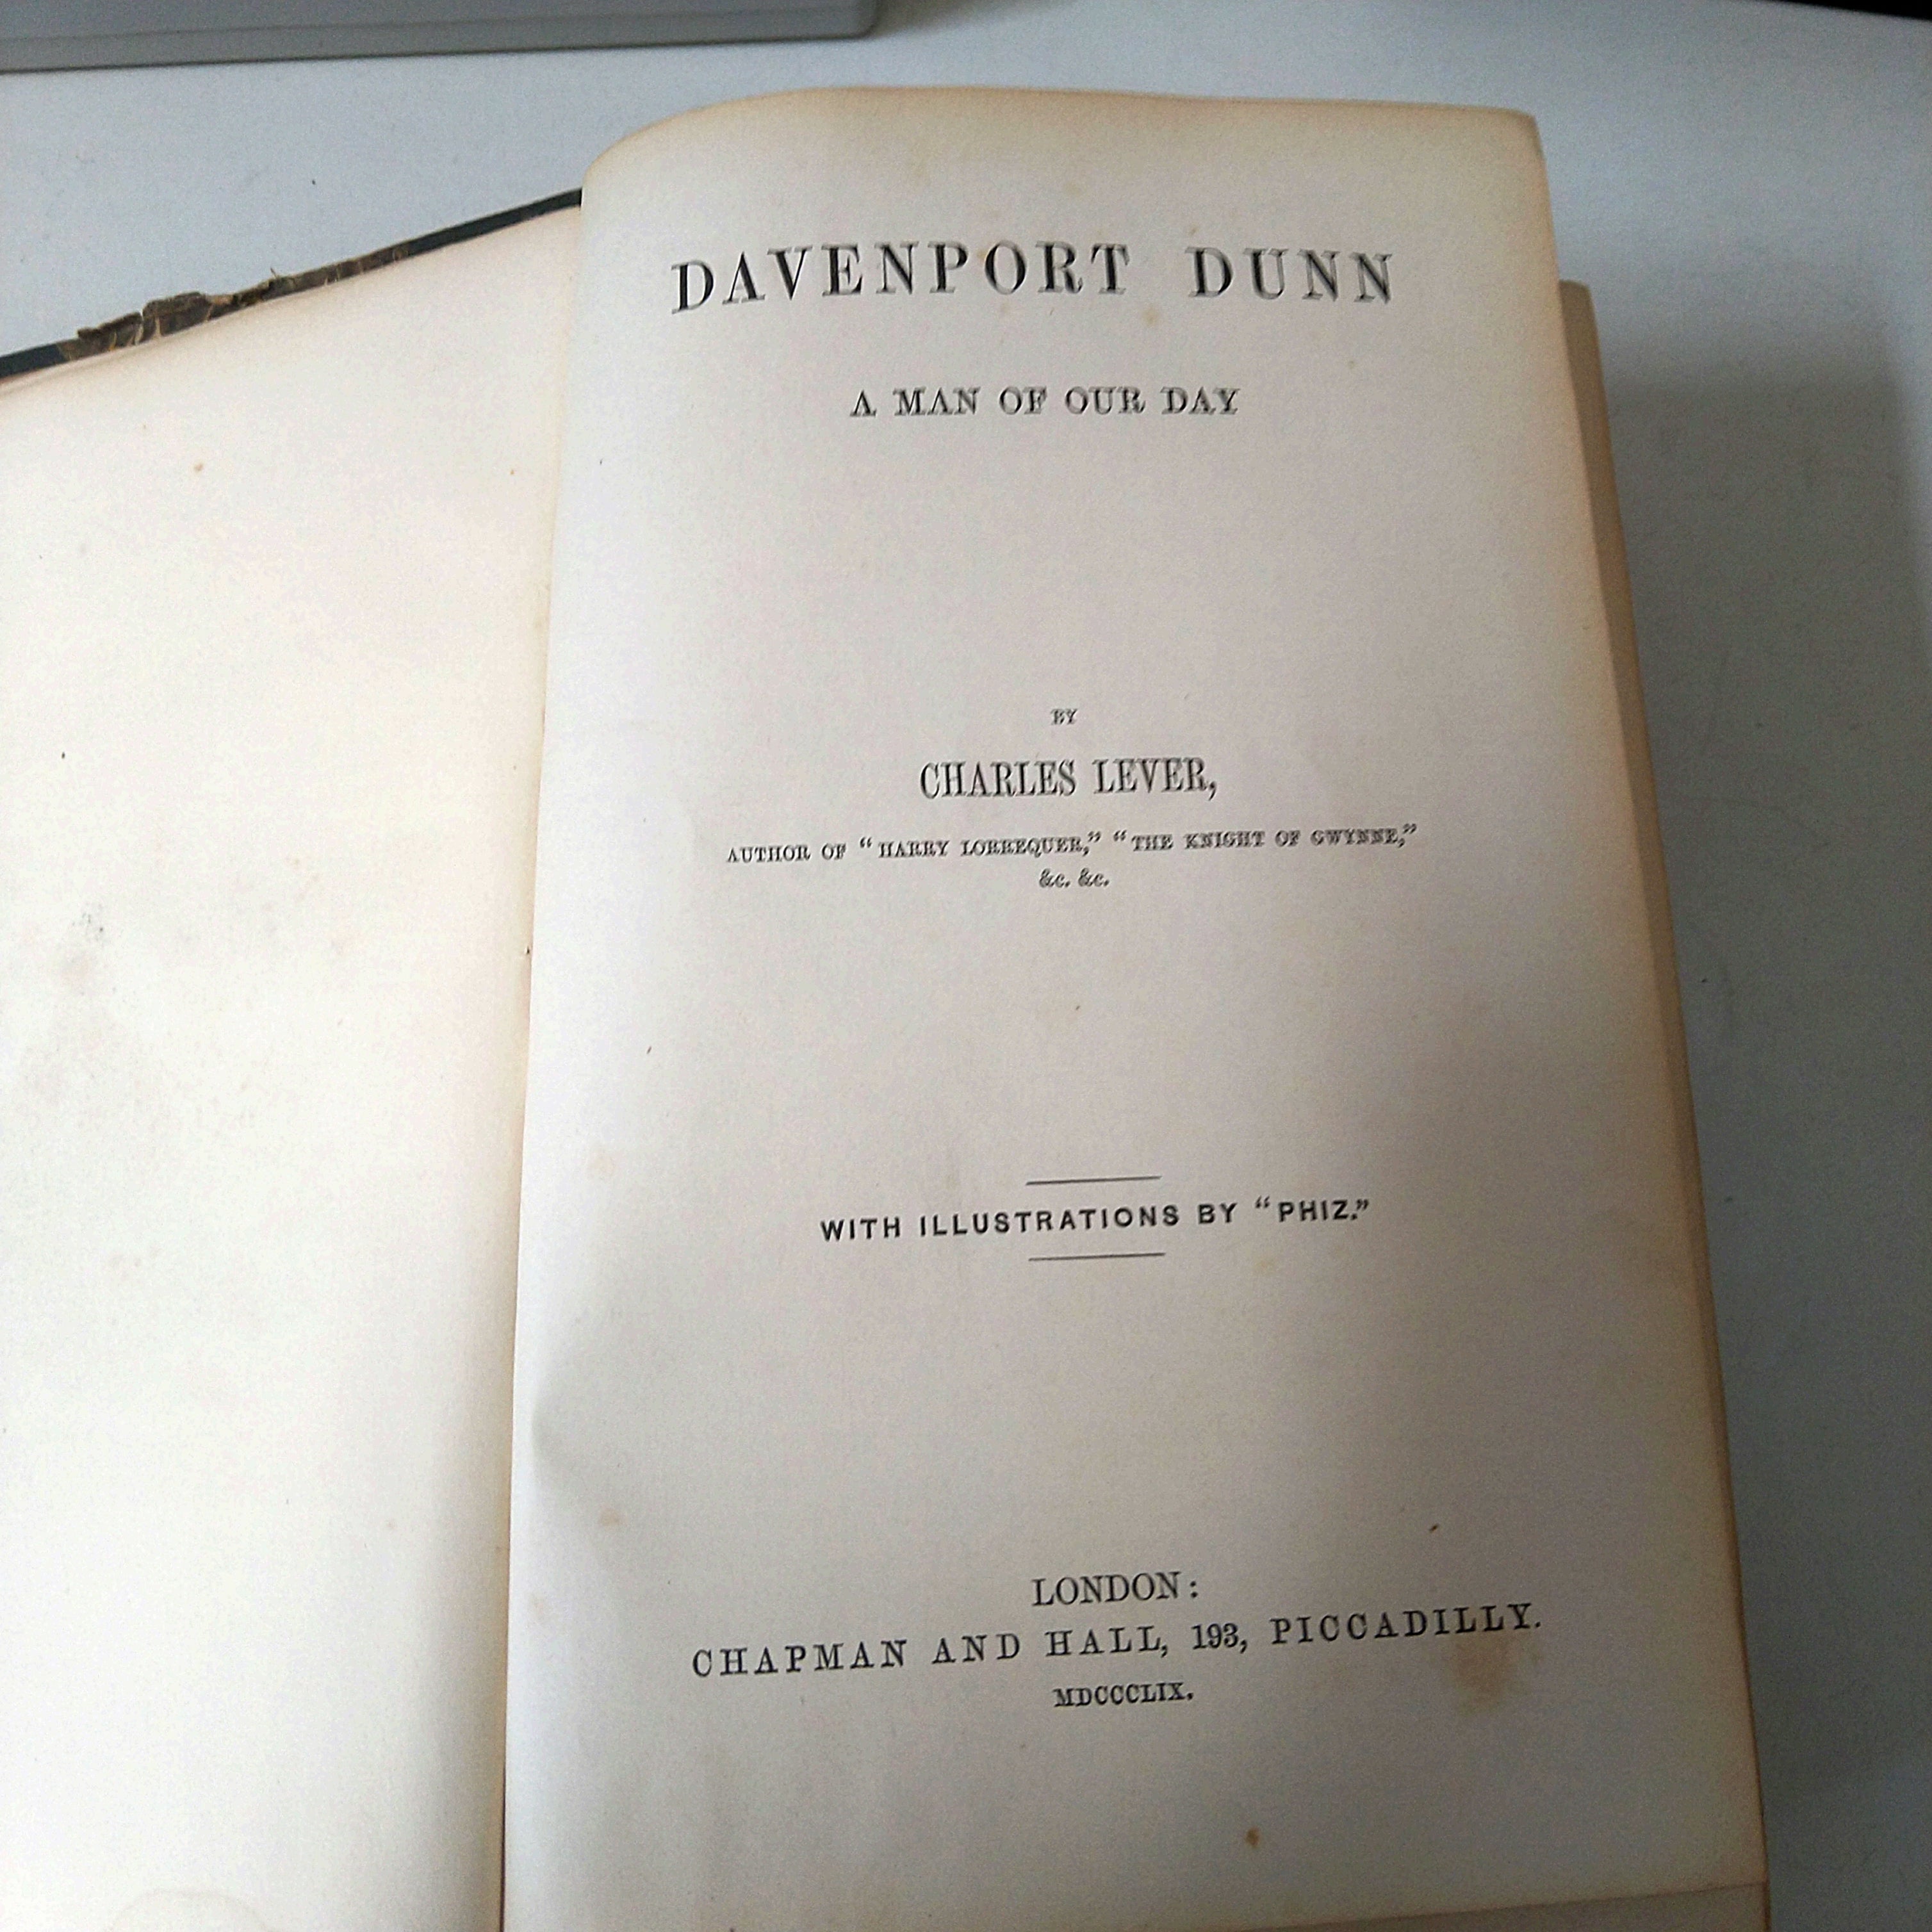 DAVENPORT DUNN
A MAN OF OUR DAY
BY
CHARLES LEVER,
AUTHOR OF “HARRY LORREQUER,” “THE KNIGHT OF GWYNNE,”
&c. &c.
WITH ILLUSTRATIONS BY “PHIZ.”
LONDON:
CHAPMAN AND HALL, 193, PICCADILLY.
MDCCCLIX.